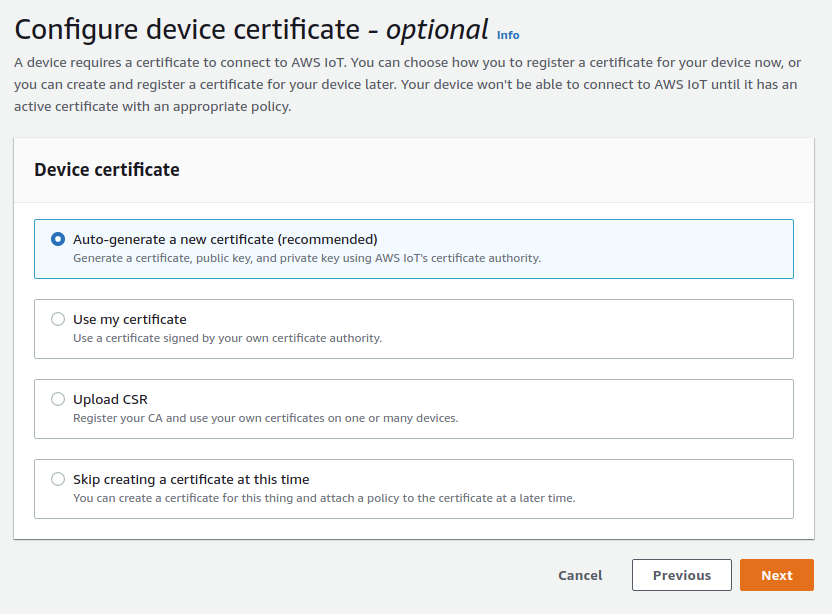 Configure device certificate - optional Info
A device requires a certificate to connect to AWS IoT. You can choose how you to register a certificate for your device now, or
you can create and register a certificate for your device later. Your device won't be able to connect to AWS IoT until it has an
active certificate with an appropriate policy.
Device certificate
Auto-generate a new certificate (recommended)
Generate a certificate, public key, and private key using AWS IoT's certificate authority.
Use my certificate
Use a certificate signed by your own certificate authority.
Upload CSR
Register your CA and use your own certificates on one or many devices.
Skip creating a certificate at this time
You can create a certificate for this thing and attach a policy to the certificate at a later time.
Cancel Previous Next